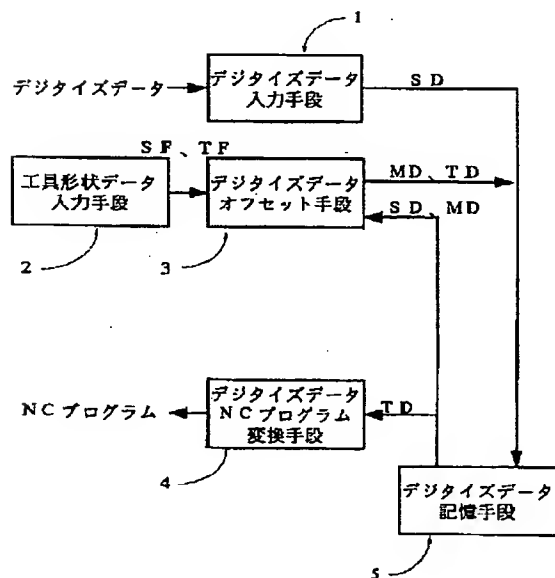 1
デジタイズデータ
デジタイズデータ
入力手段
SD
SF、TF
工具形状データ
入力手段
デジタイズデータ
オフセット手段
MD、TD
SD、MD
2
3
NCプログラム
デジタイズデータ
NCプログラム
変換手段
TD
4
デジタイズデータ
記憶手段
5